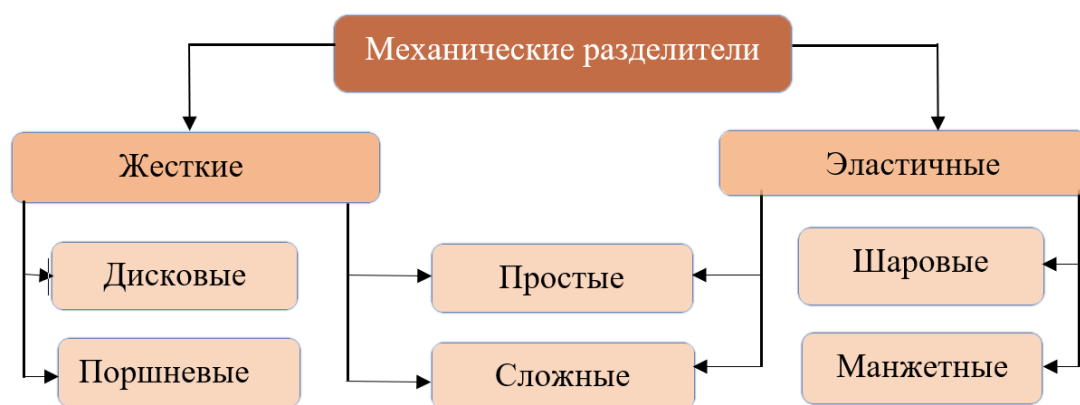 Механические разделители
Жесткие
Эластичные
Дисковые
Простые
Шаровые
Поршневые
Сложные
Манжетные